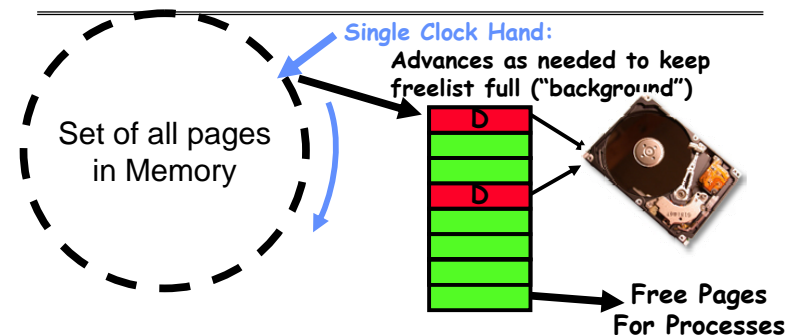 Single Clock Hand:
Advances as needed to keep
freelist full ("background")
Set of all pages
in Memory
D
D
Free Pages
For Processes